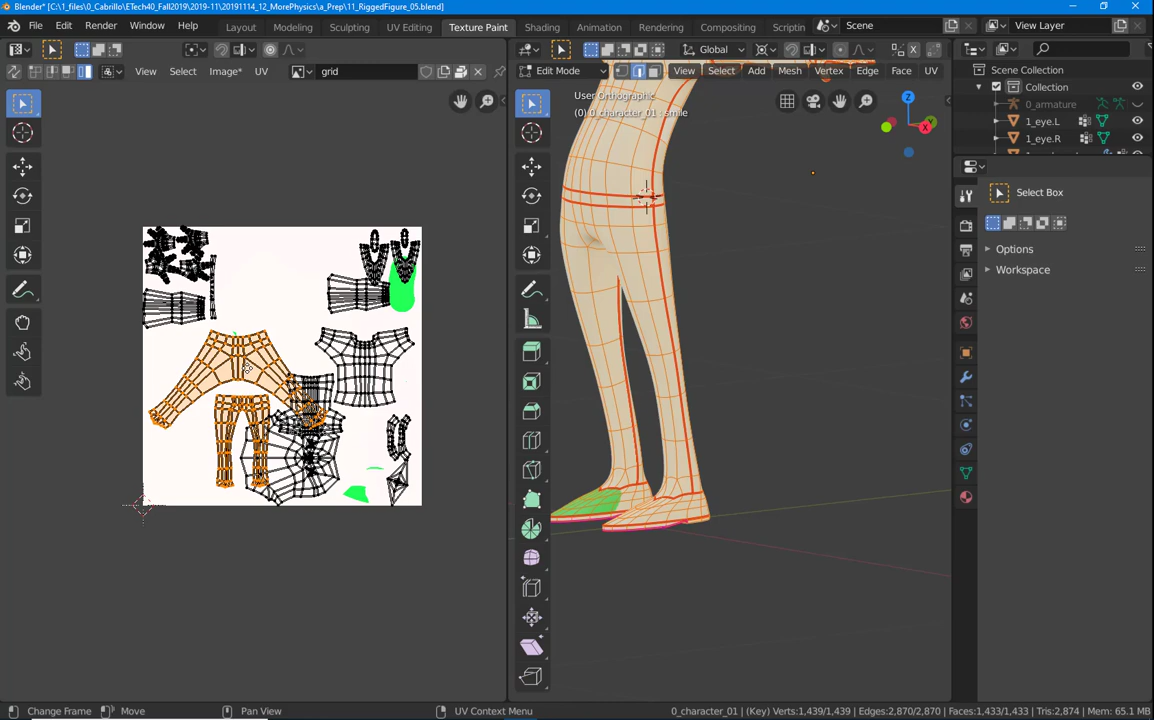 Blender* [C:\1_files\0_Cabrillo\ETech40_Fall2019\2019-11\20191114_12_MorePhysics\a_Prep\11_RiggedFigure_05.blend]
File Edit Render Window Help Layout Modeling Sculpting UV Editing Texture Paint Shading Animation Rendering Compositing Scriptin Scene View Layer
Global
View Select Image* UV grid
Edit Mode View Select Add Mesh Vertex Edge Face UV
Scene Collection
Collection
0_armature
1_eye.L
1_eye.R
User Orthographic
(0) 0_character_01 : smile
Z
X
Select Box
Options
Workspace
Change Frame Move Pan View UV Context Menu 0_character_01 | (Key) Verts:1,439/1,439 | Edges:2,870/2,870 | Faces:1,433/1,433 | Tris:2,874 | Mem: 65.1 MB